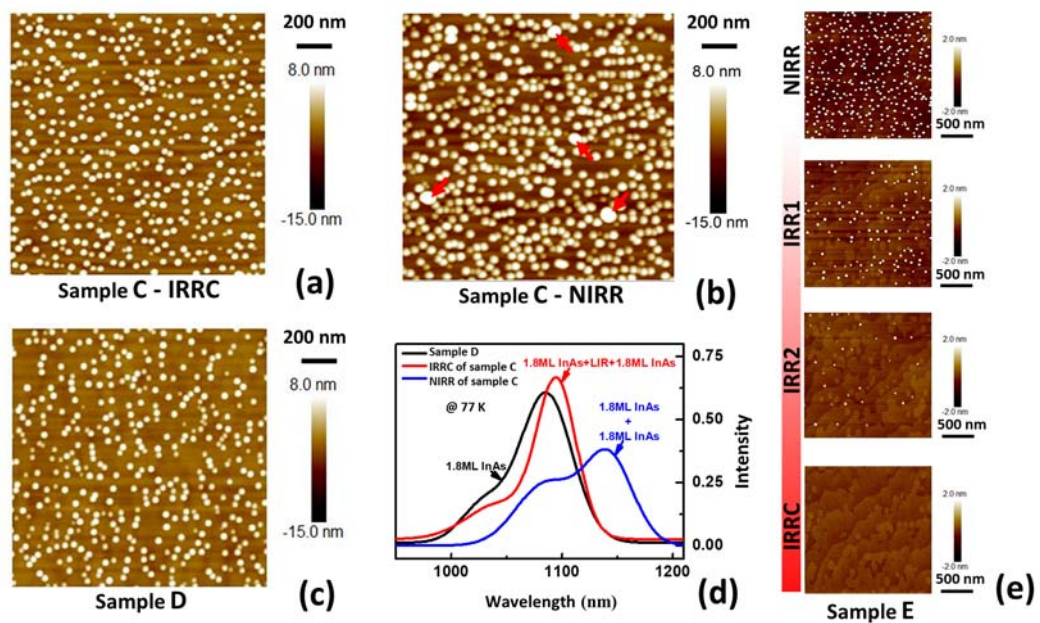 200 nm
8.0 nm
-15.0 nm
(a)
Sample C - IRRC
200 nm
8.0 nm
-15.0 nm
(b)
Sample C - NIRR
200 nm
8.0 nm
-15.0 nm
(c)
Sample D
Sample D
IRRC of sample C
NIRR of sample C
@ 77 K
1.8ML InAs+LIR+1.8ML InAs
1.8ML InAs
+
1.8ML InAs
1.8ML InAs
0.75
0.50
0.25
0.00
Intensity
1000
1100
1200
Wavelength (nm)
(d)
NIRR
2.0 nm
-2.0 nm
500 nm
IRR1
2.0 nm
-2.0 nm
500 nm
IRR2
2.0 nm
-2.0 nm
500 nm
IRRC
2.0 nm
-2.0 nm
500 nm
Sample E
(e)